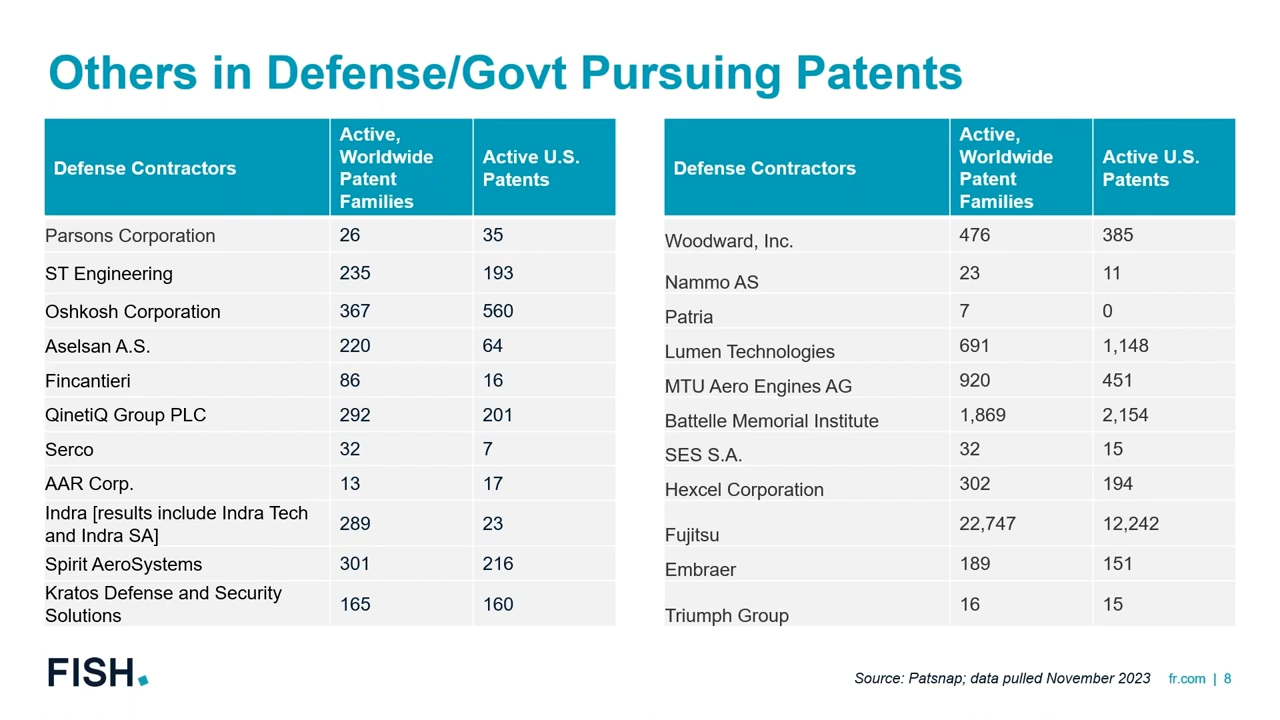 Others in Defense/Govt Pursuing Patents
Defense Contractors
Active,
Worldwide
Patent
Families
Active U.S.
Patents
Parsons Corporation 26 35
ST Engineering 235 193
Oshkosh Corporation 367 560
Aselsan A.S. 220 64
Fincantieri 86 16
QinetiQ Group PLC 292 201
Serco 32 7
AAR Corp. 13 17
Indra [results include Indra Tech
and Indra SA] 289 23
Spirit AeroSystems 301 216
Kratos Defense and Security
Solutions 165 160
Defense Contractors
Active,
Worldwide
Patent
Families
Active U.S.
Patents
Woodward, Inc. 476 385
Nammo AS 23 11
Patria 7 0
Lumen Technologies 691 1,148
MTU Aero Engines AG 920 451
Battelle Memorial Institute 1,869 2,154
SES S.A. 32 15
Hexcel Corporation 302 194
Fujitsu 22,747 12,242
Embraer 189 151
Triumph Group 16 15
FISH.
Source: Patsnap; data pulled November 2023 fr.com | 8